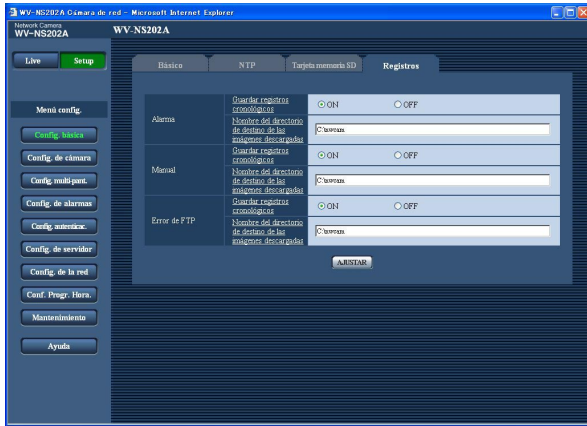 WV-NS202A Cámara de red - Microsoft Internet Explorer
Network Camera
WV-NS202A
WV-NS202A
Live
Setup
Básico
NTP
Tarjeta memoria SD
Registros
Menú config.
Config. básica
Config. de cámara
Config. multi-pant.
Config. de alarmas
Config. autentizac.
Config. de servidor
Config. de la red
Conf. Progr. Hora.
Mantenimiento
Ayuda
Alarma
Guardar registros
cronológicos
ON
OFF
Nombre del directorio
de destino de las
imágenes descargadas
Manual
Guardar registros
cronológicos
ON
OFF
Nombre del directorio
de destino de las
imágenes descargadas
Error de FTP
Guardar registros
cronológicos
ON
OFF
Nombre del directorio
de destino de las
imágenes descargadas
AJUSTAR